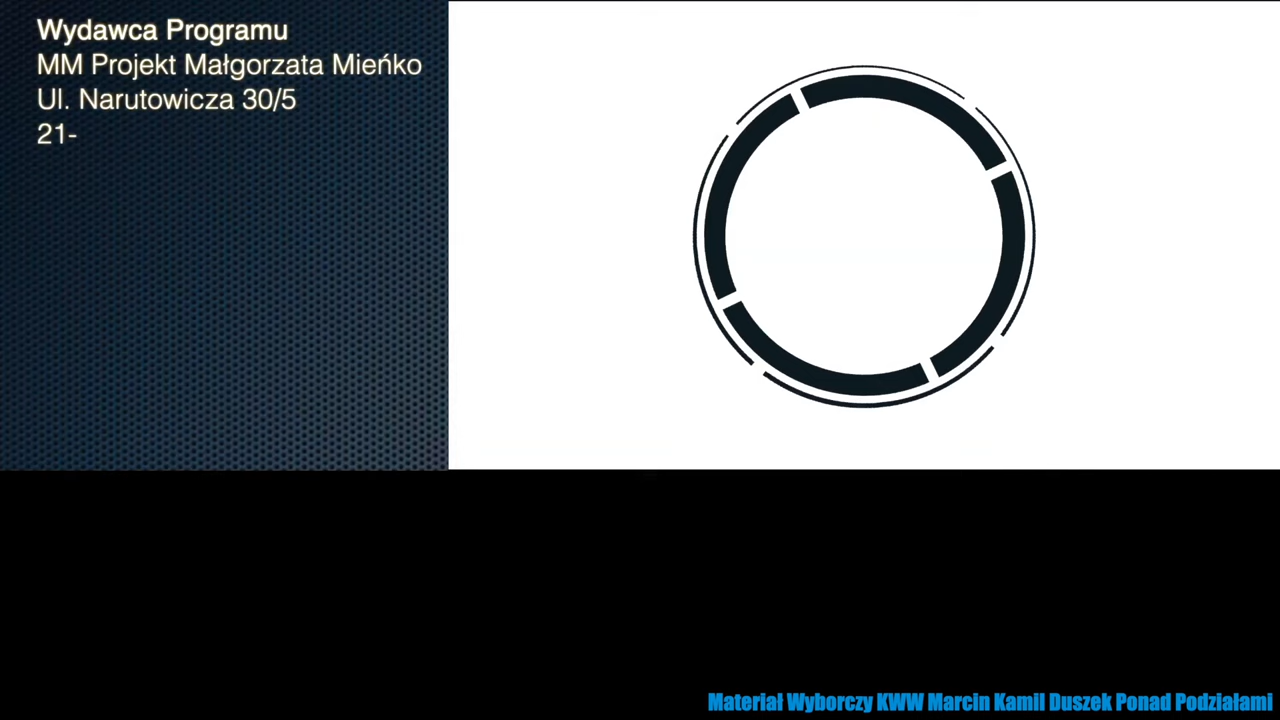 Wydawca Programu
MM Projekt Małgorzata Mieńko
Ul. Narutowicza 30/5
21-
Materiał Wyborczy KWW Marcin Kamil Duszek Ponad Podziałami